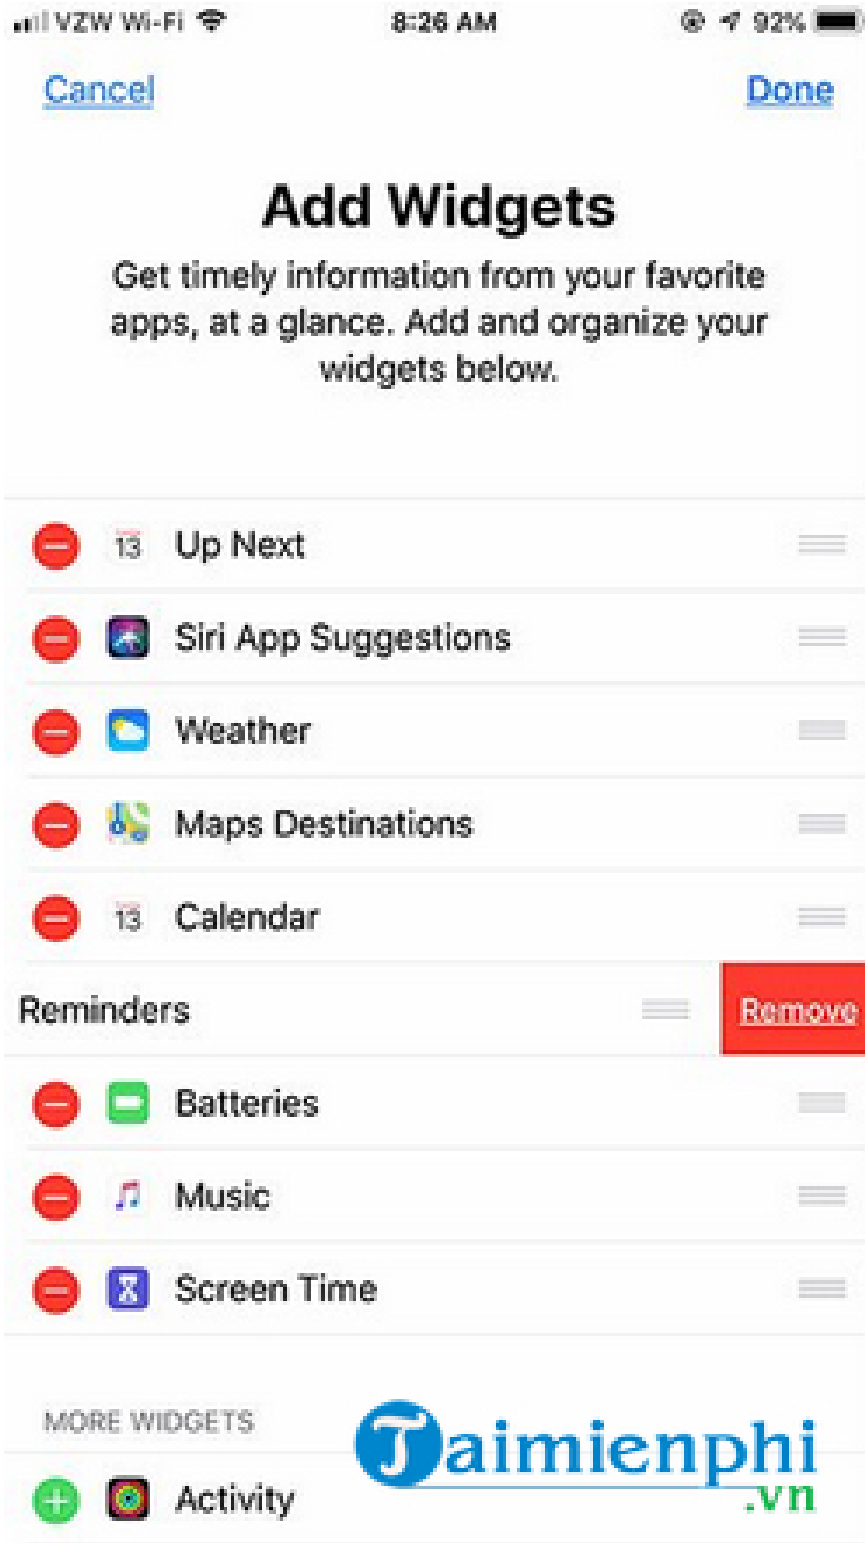 VZW Wi-Fi 8:26 AM 92%
Cancel Done
Add Widgets
Get timely information from your favorite
apps, at a glance. Add and organize your
widgets below.
13 Up Next
Siri App Suggestions
Weather
Maps Destinations
13 Calendar
Reminders Remove
Batteries
Music
Screen Time
MORE WIDGETS
Activity
Taimienphi
.vn